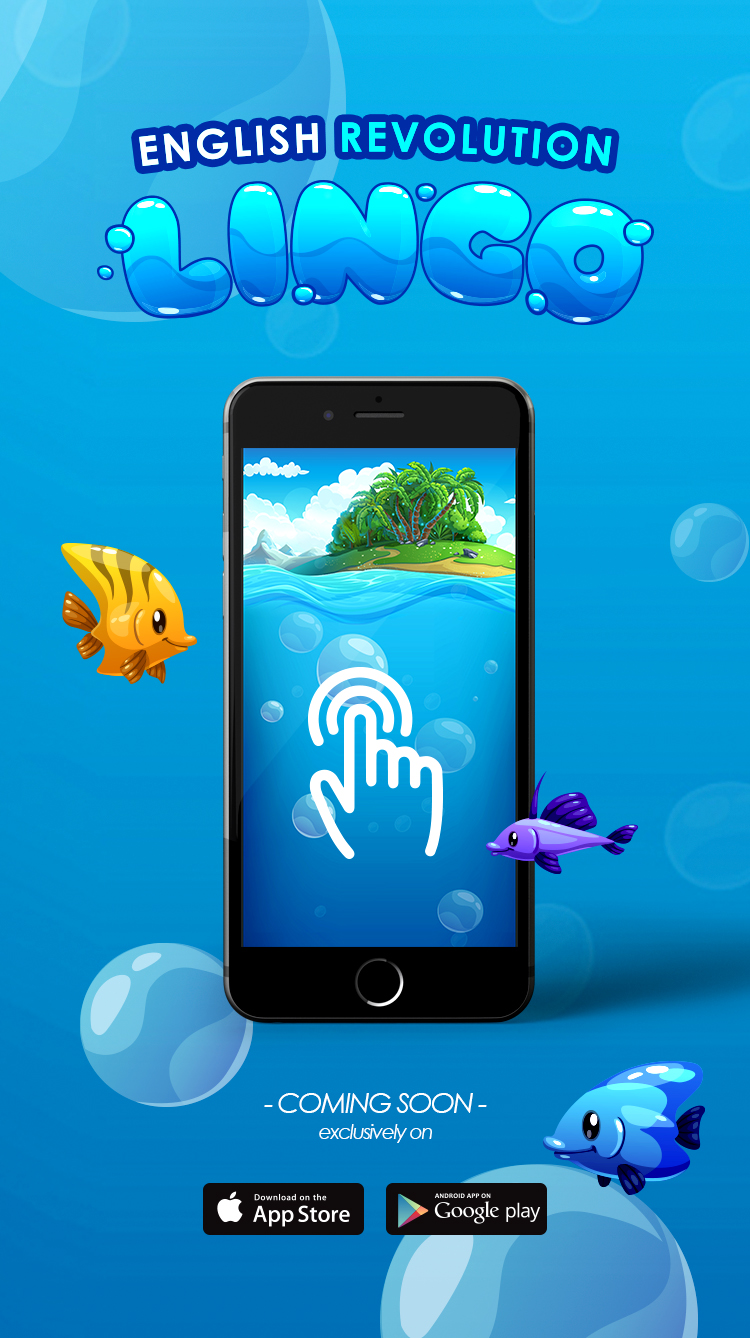 ENGLISH REVOLUTION
LINGO
- COMING SOON -
exclusively on
Download on the
App Store
ANDROID APP ON
Google play